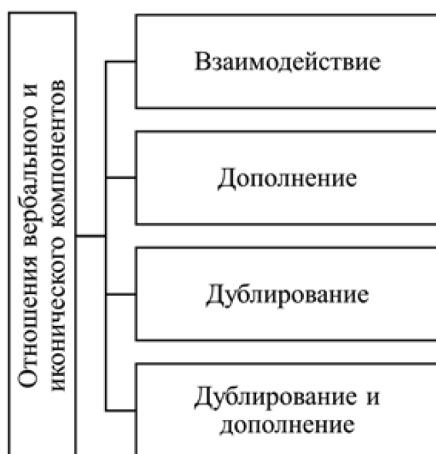 Отношения вербального и
иконического компонентов
Взаимодействие
Дополнение
Дублирование
Дублирование и
дополнение